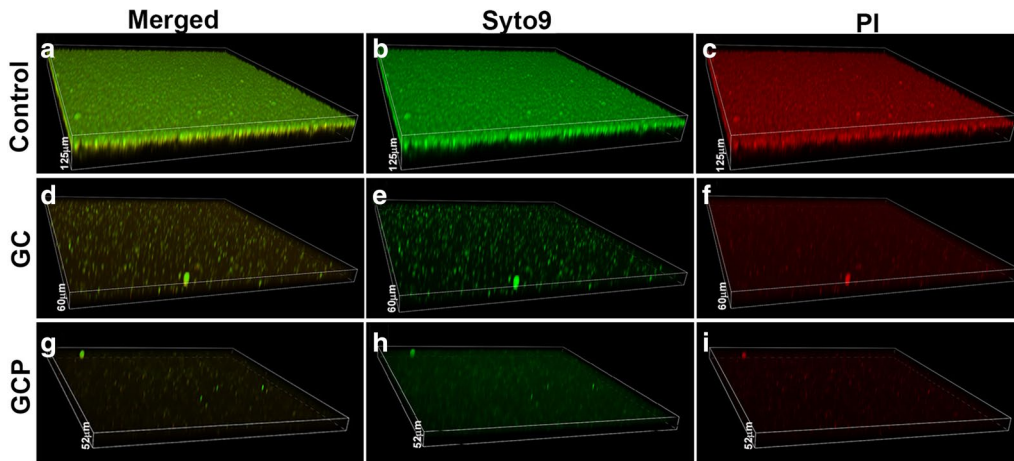 Merged Syto9 PI
Control
a b c
125µm 125µm 125µm
GC
d e f
60µm 60µm 60µm
GCP
g h i
52µm 52µm 52µm